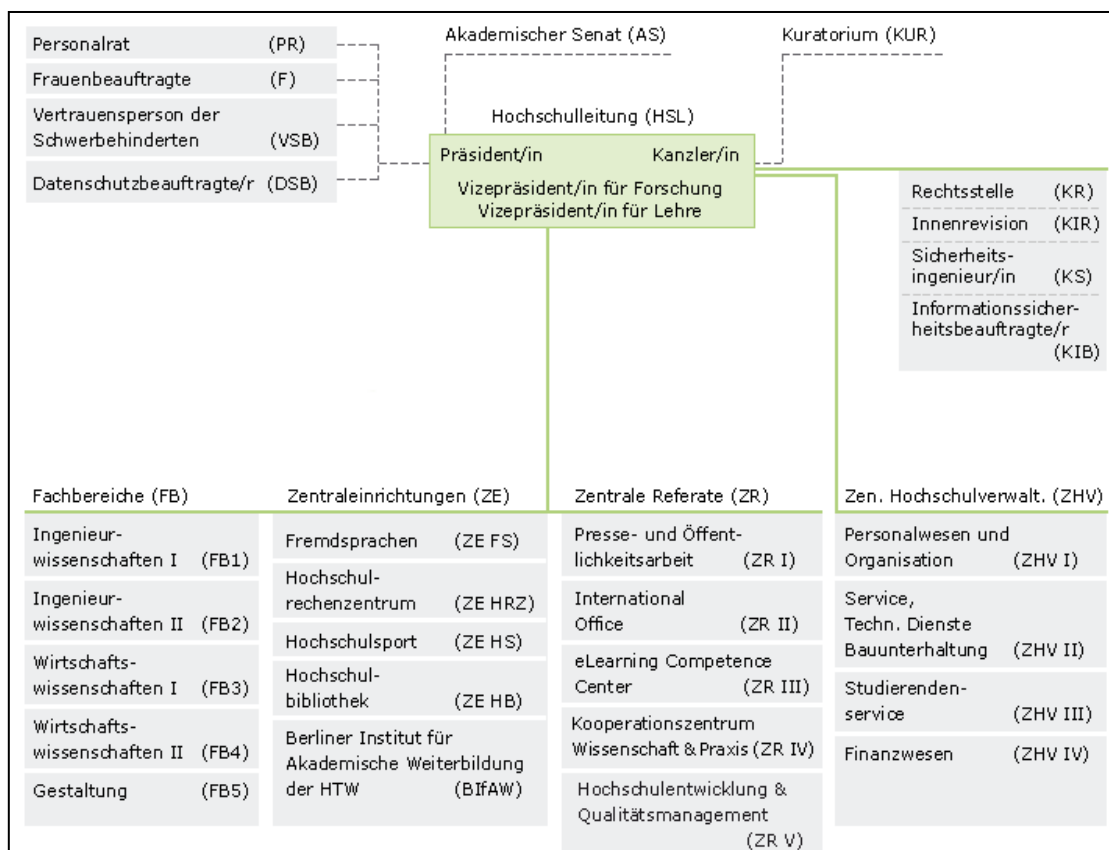 Personalrat (PR)
Frauenbeauftragte (F)
Vertrauensperson der
Schwerbehinderten (VSB)
Datenschutzbeauftragte/r (DSB)
Akademischer Senat (AS)
Kuratorium (KUR)
Hochschulleitung (HSL)
Präsident/in Kanzler/in
Vizepräsident/in für Forschung
Vizepräsident/in für Lehre
Rechtsstelle (KR)
Innenrevision (KIR)
Sicherheits-
ingenieur/in (KS)
Informationssicher-
heitsbeauftragte/r
(KIB)
Fachbereiche (FB)
Ingenieur-
wissenschaften I (FB1)
Ingenieur-
wissenschaften II (FB2)
Wirtschafts-
wissenschaften I (FB3)
Wirtschafts-
wissenschaften II (FB4)
Gestaltung (FB5)
Zentraleinrichtungen (ZE)
Fremdsprachen (ZE FS)
Hochschul-
rechenzentrum (ZE HRZ)
Hochschulsport (ZE HS)
Hochschul-
bibliothek (ZE HB)
Berliner Institut für
Akademische Weiterbildung
der HTW (BIfAW)
Zentrale Referate (ZR)
Presse- und Öffent-
lichkeitsarbeit (ZR I)
International
Office (ZR II)
eLearning Competence
Center (ZR III)
Kooperationszentrum
Wissenschaft & Praxis (ZR IV)
Hochschulentwicklung &
Qualitätsmanagement
(ZR V)
Zen. Hochschulverwalt. (ZHV)
Personalwesen und
Organisation (ZHV I)
Service,
Techn. Dienste
Bauunterhaltung (ZHV II)
Studierenden-
service (ZHV III)
Finanzwesen (ZHV IV)